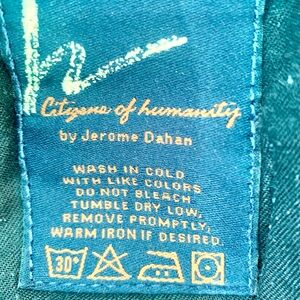 Citizens of humanity
by Jerome Dahan
WASH IN COLD
WITH LIKE COLORS
DO NOT BLEACH
TUMBLE DRY LOW,
REMOVE PROMPTLY,
WARM IRON IF DESIRED.
30°